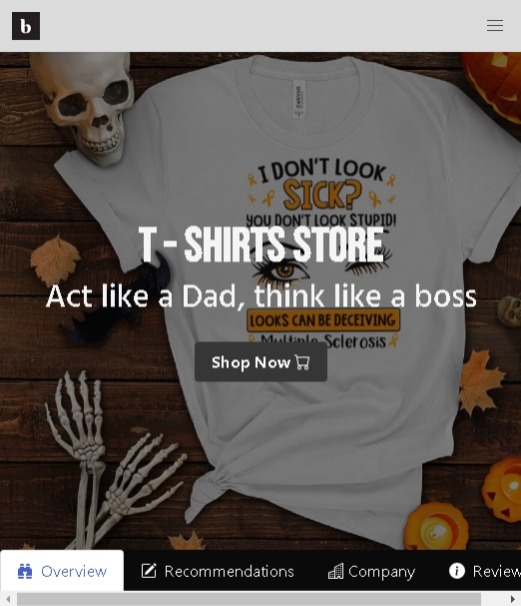 b
I DON'T LOOK
SICK?
YOU DON'T LOOK STUPID!
T - SHIRTS STORE
Act like a Dad, think like a boss
LOOKS CAN BE DECEIVING
Multiple Sclerosis
Shop Now
Overview
Recommendations
Company
Review